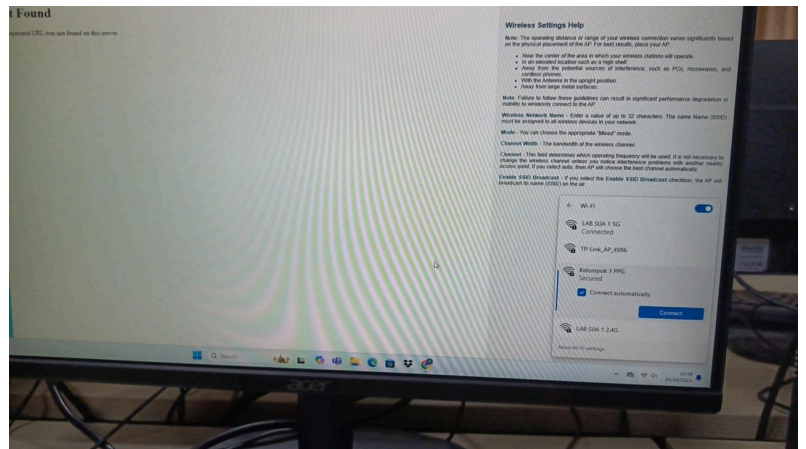 t Found
requested URL was not found on this server
Wireless Settings Help
Note: The operating distance or range of your wireless connection varies significantly based
on the physical placement of the AP. For best results, place your AP.
Near the center of the area in which your wireless stations will operate.
In an elevated location such as a high shelf.
Away from the potential sources of interference, such as PCs, microwaves, and
cordless phones.
With the Antenna in the upright position.
Away from large metal surfaces.
Note: Failure to follow these guidelines can result in significant performance degradation or
inability to wirelessly connect to the AP.
Wireless Network Name - Enter a value of up to 32 characters. The same Name (SSID)
must be assigned to all wireless devices in your network.
Mode - You can choose the appropriate "Mixed" mode.
Channel Width - The bandwidth of the wireless channel.
Channel - This field determines which operating frequency will be used. It is not necessary to
change the wireless channel unless you notice interference problems with another nearby
access point. If you select auto, then AP will choose the best channel automatically.
Enable SSID Broadcast - If you select the Enable SSID Broadcast checkbox, the AP will
broadcast its name (SSID) on the air.
Wi-Fi
LAB SUA 1 5G
Connected
TP-Link_AP_4986
Kelompok 1 PPG
Secured
Connect automatically
Connect
LAB SUA 1 2.4G
More Wi-Fi settings
Search
acer